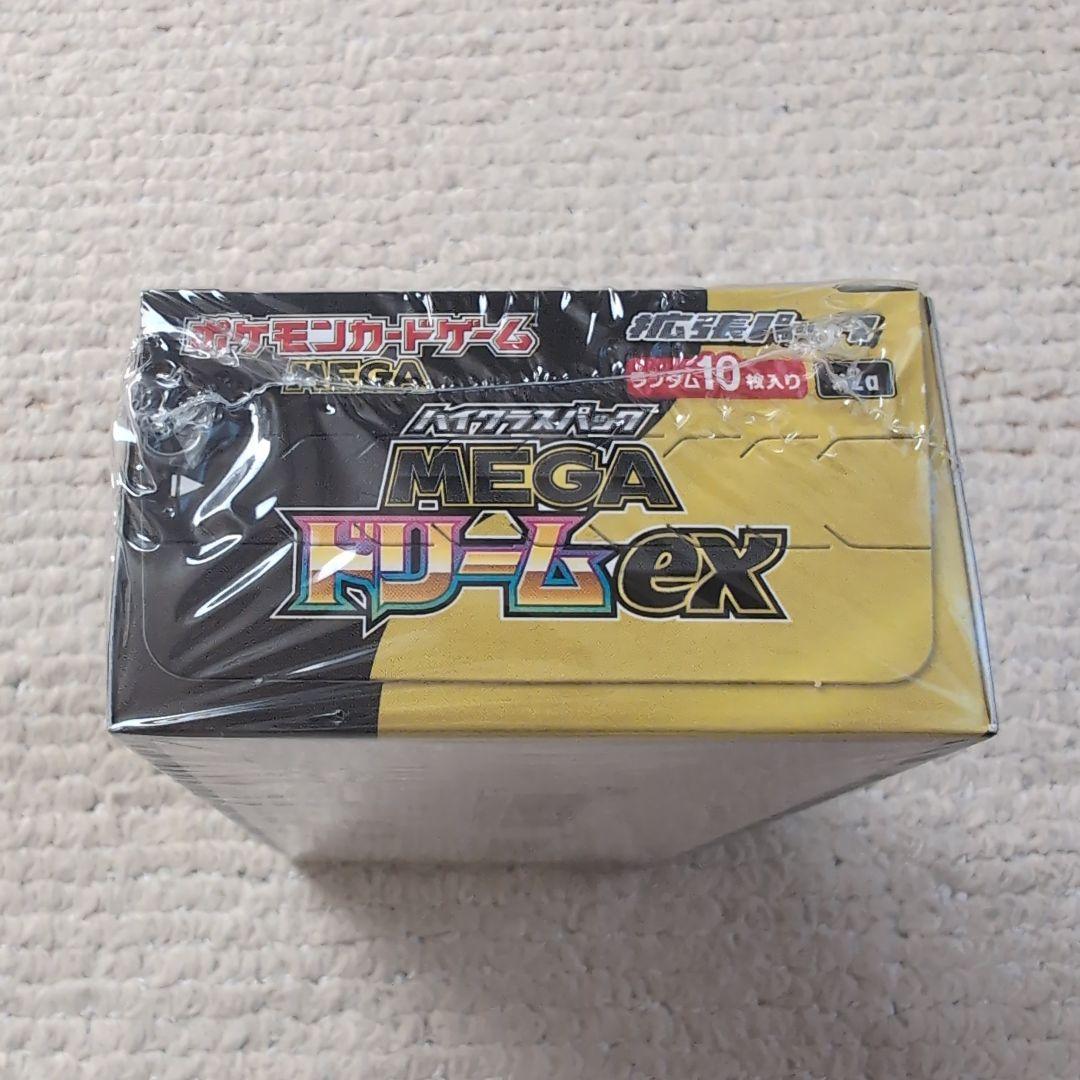 ポケモンカードゲーム
MEGA
拡張パック
ランダム10枚入り
ハイクラスパック
MEGA
ドリームex